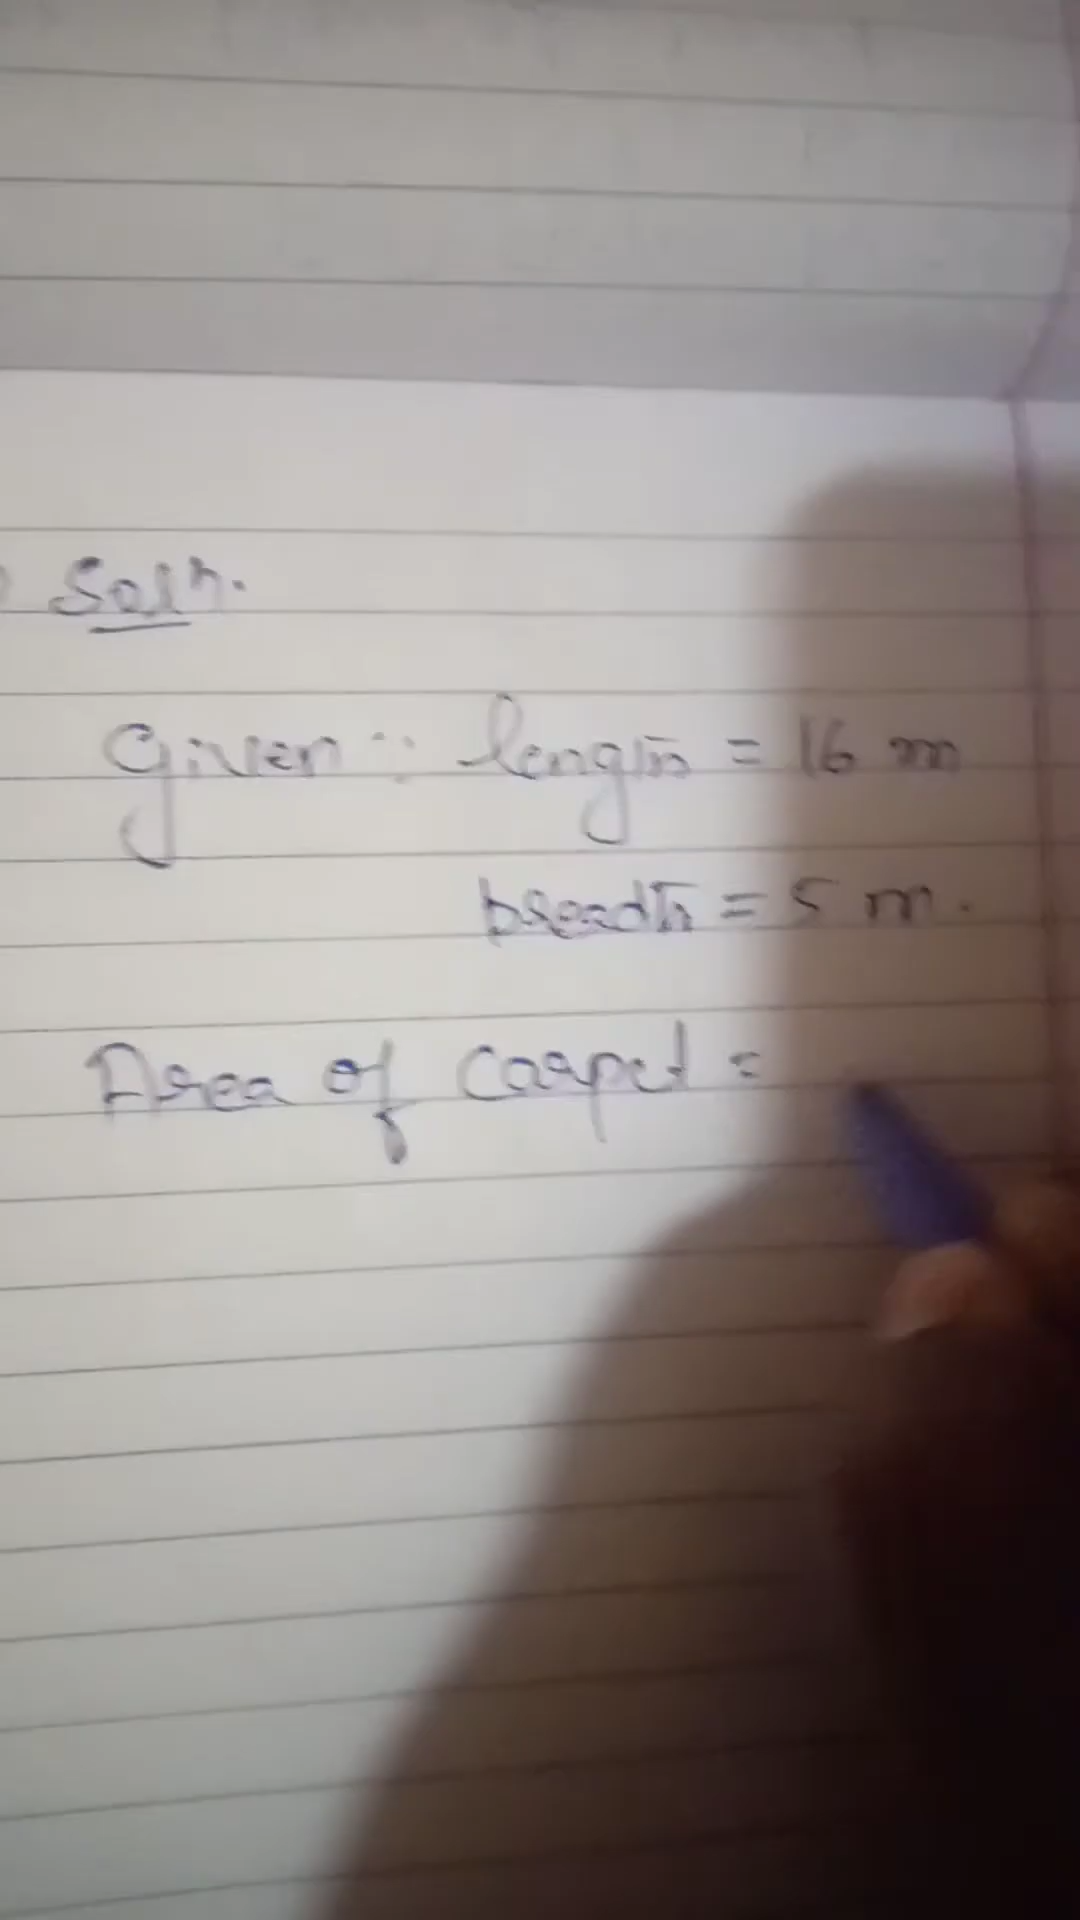 Soln.
Given :- length = 16 m
breadth = 5 m.
Area of Carpet =